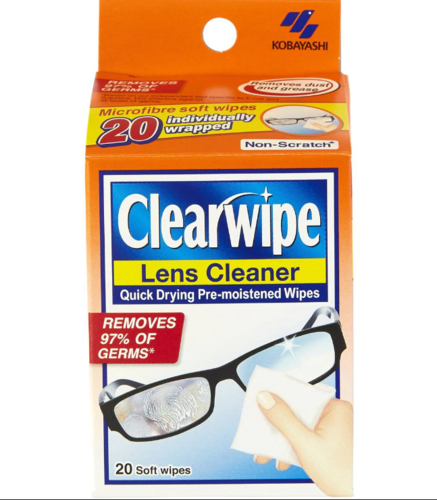 KOBAYASHI
REMOVES
97% OF
GERMS*
Removes dust
and grease
Microfibre soft wipes
20 individually
wrapped
Non-Scratch*
Clearwipe
Lens Cleaner
Quick Drying Pre-moistened Wipes
REMOVES
97% OF
GERMS*
20 Soft wipes